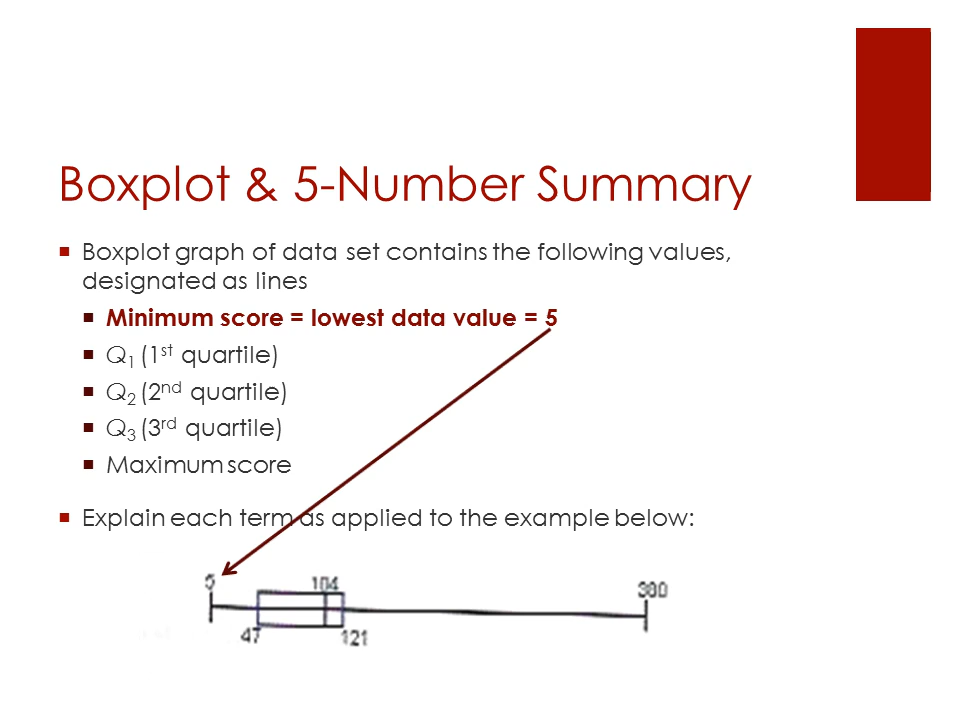 Boxplot & 5-Number Summary
Boxplot graph of data set contains the following values,
designated as lines
Minimum score = lowest data value = 5
Q1 (1st quartile)
Q2 (2nd quartile)
Q3 (3rd quartile)
Maximum score
Explain each term as applied to the example below:
5 104 380
47 121